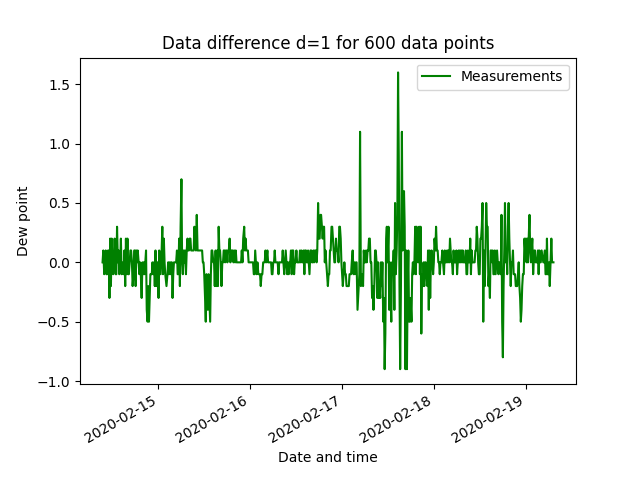 Data difference d=1 for 600 data points
Measurements
Dew point
1.5
1.0
0.5
0.0
−0.5
−1.0
2020-02-15
2020-02-16
2020-02-17
2020-02-18
2020-02-19
Date and time